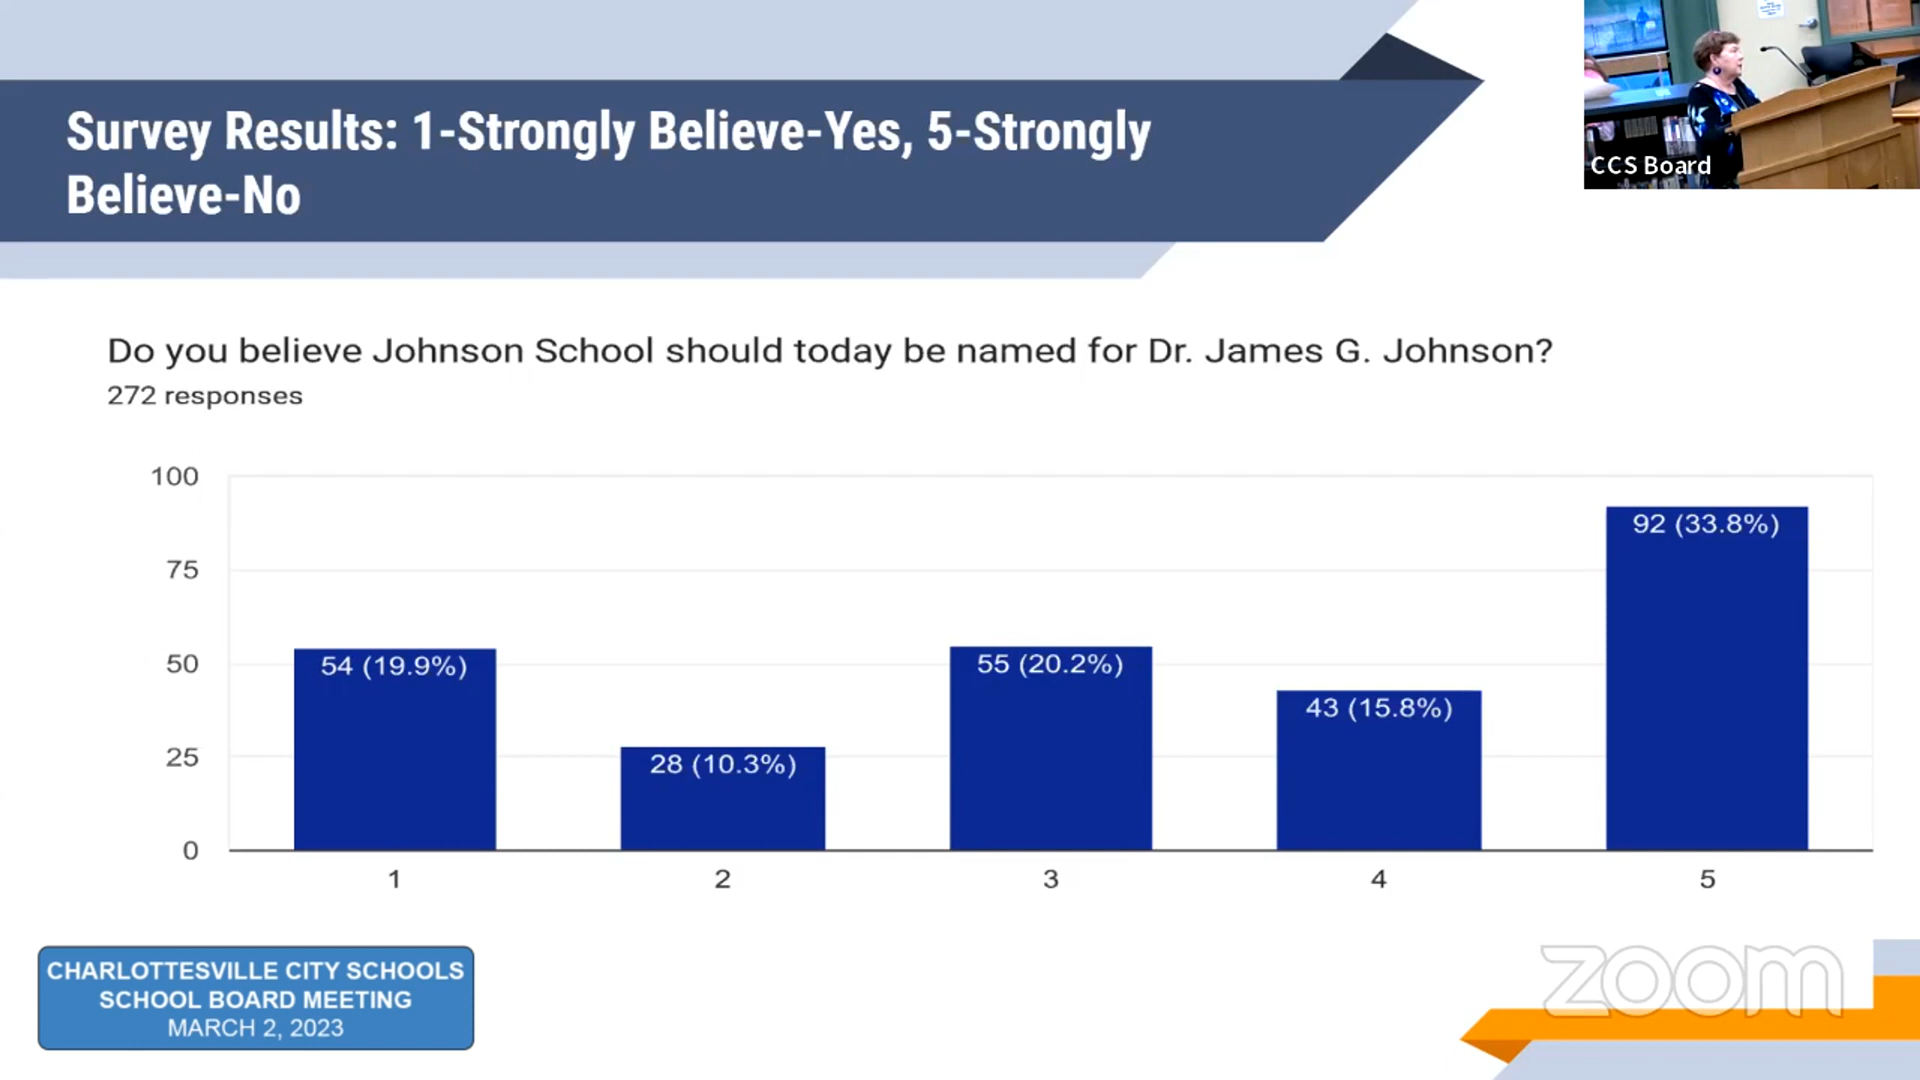 Survey Results: 1-Strongly Believe-Yes, 5-Strongly
Believe-No
CCS Board
Do you believe Johnson School should today be named for Dr. James G. Johnson?
272 responses
100
75
50
25
0
54 (19.9%)
28 (10.3%)
55 (20.2%)
43 (15.8%)
92 (33.8%)
1
2
3
4
5
CHARLOTTESVILLE CITY SCHOOLS
SCHOOL BOARD MEETING
MARCH 2, 2023
zoom